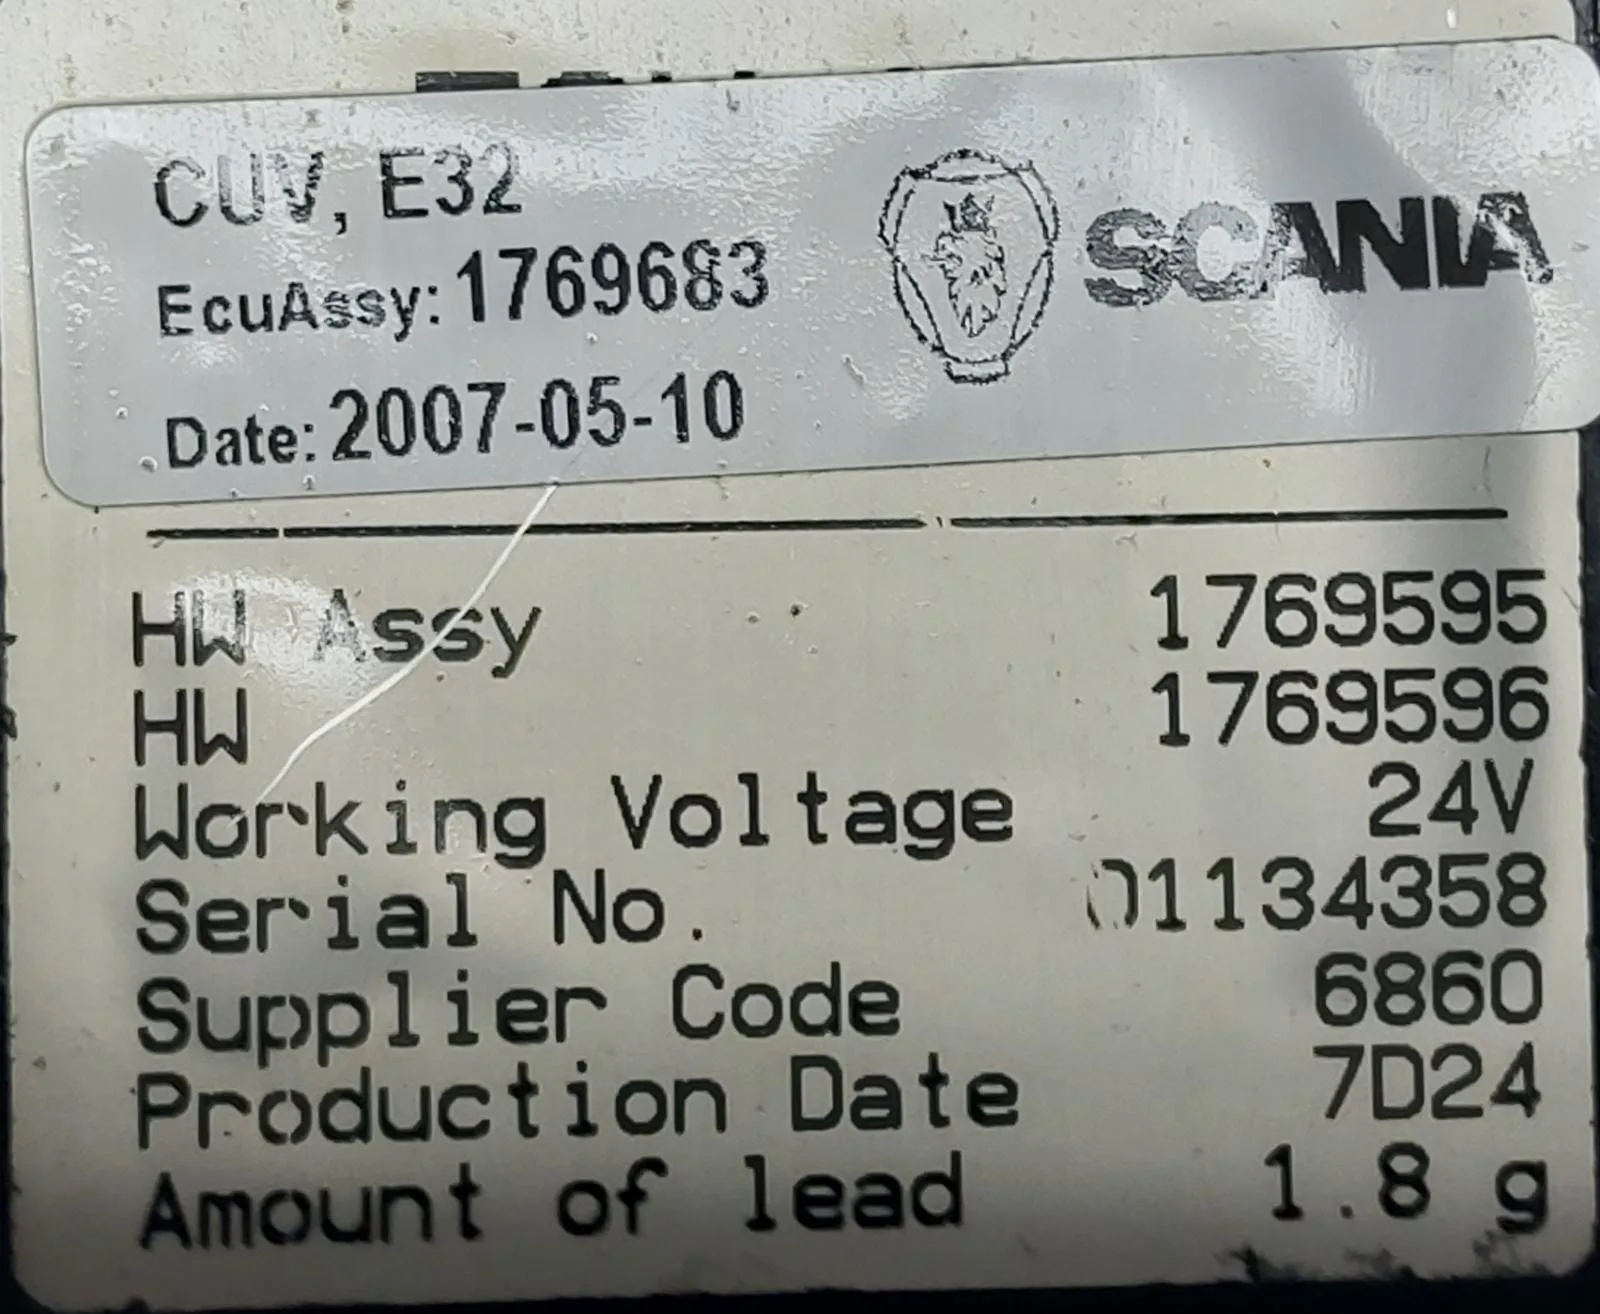 CUV, E32
EcuAssy: 1769683
Date: 2007-05-10
SCANIA
HW Assy 1769595
HW 1769596
Working Voltage 24V
Serial No. 01134358
Supplier Code 6860
Production Date 7D24
Amount of lead 1.8 g